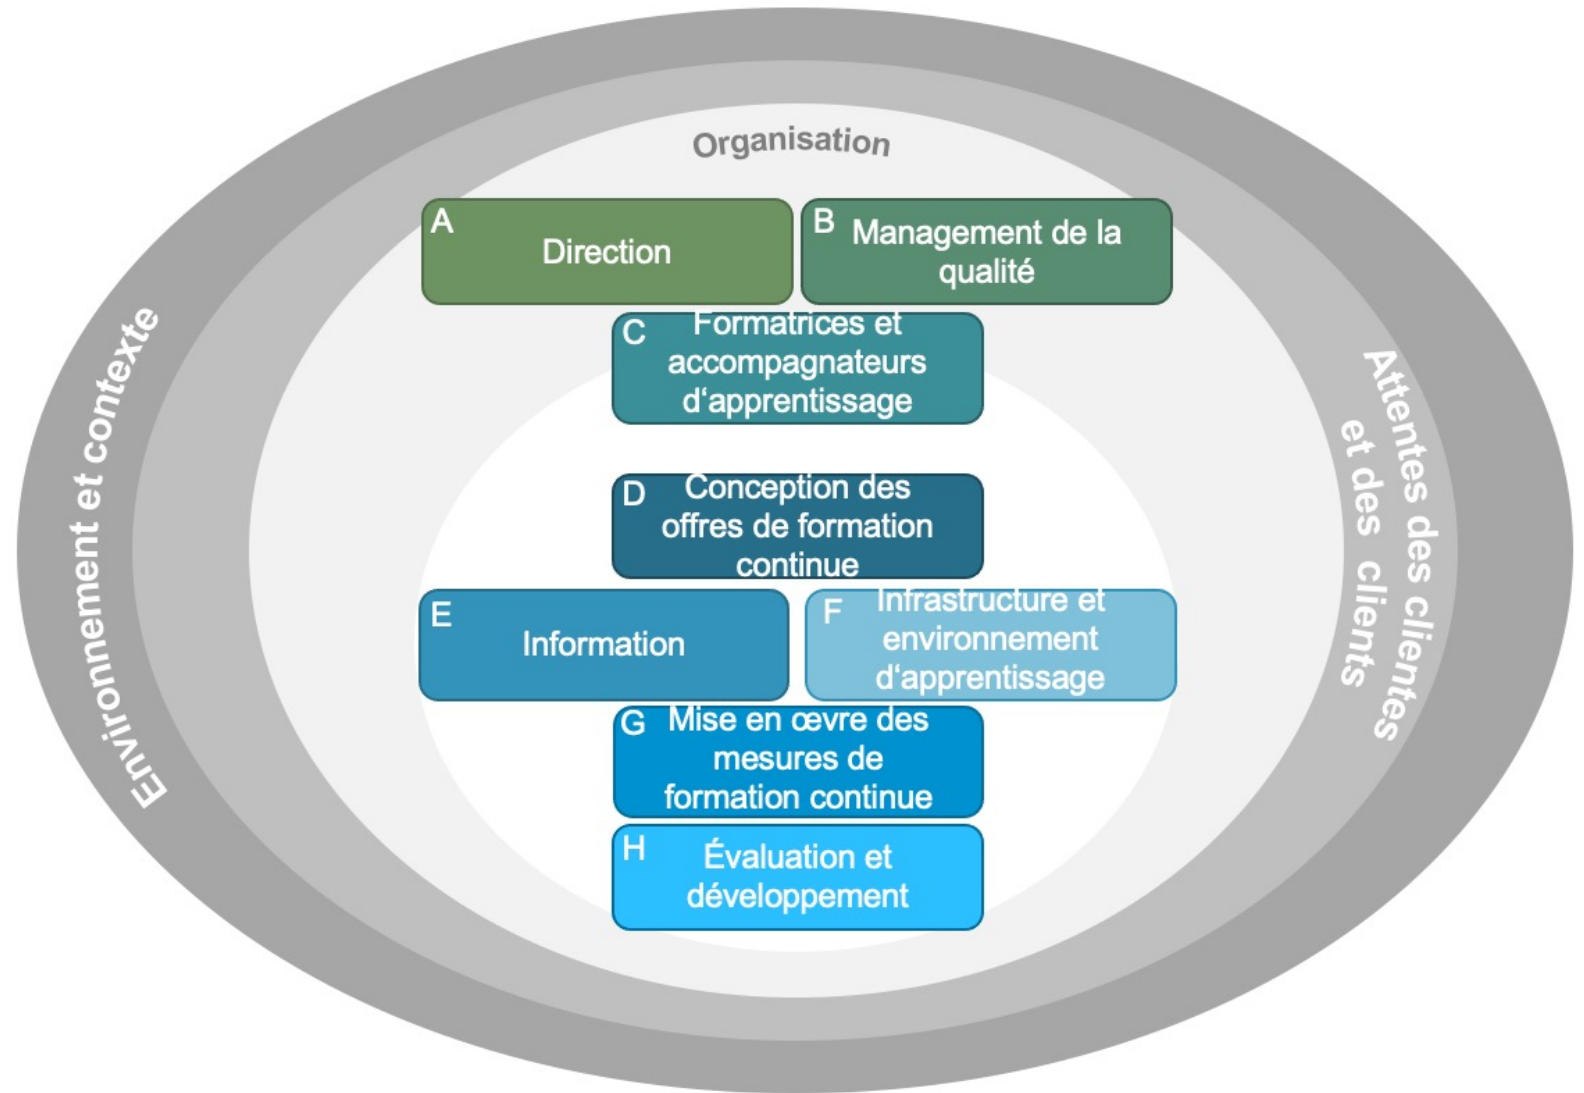 Organisation
A
Direction
B
Management de la
qualité
C
Formatrices et
accompagnateurs
d‘apprentissage
D
Conception des
offres de formation
continue
E
Information
F
Infrastructure et
environnement
d‘apprentissage
G
Mise en œvre des
mesures de
formation continue
H
Évaluation et
développement
Environnement et contexte
Attentes des clientes
et des clients